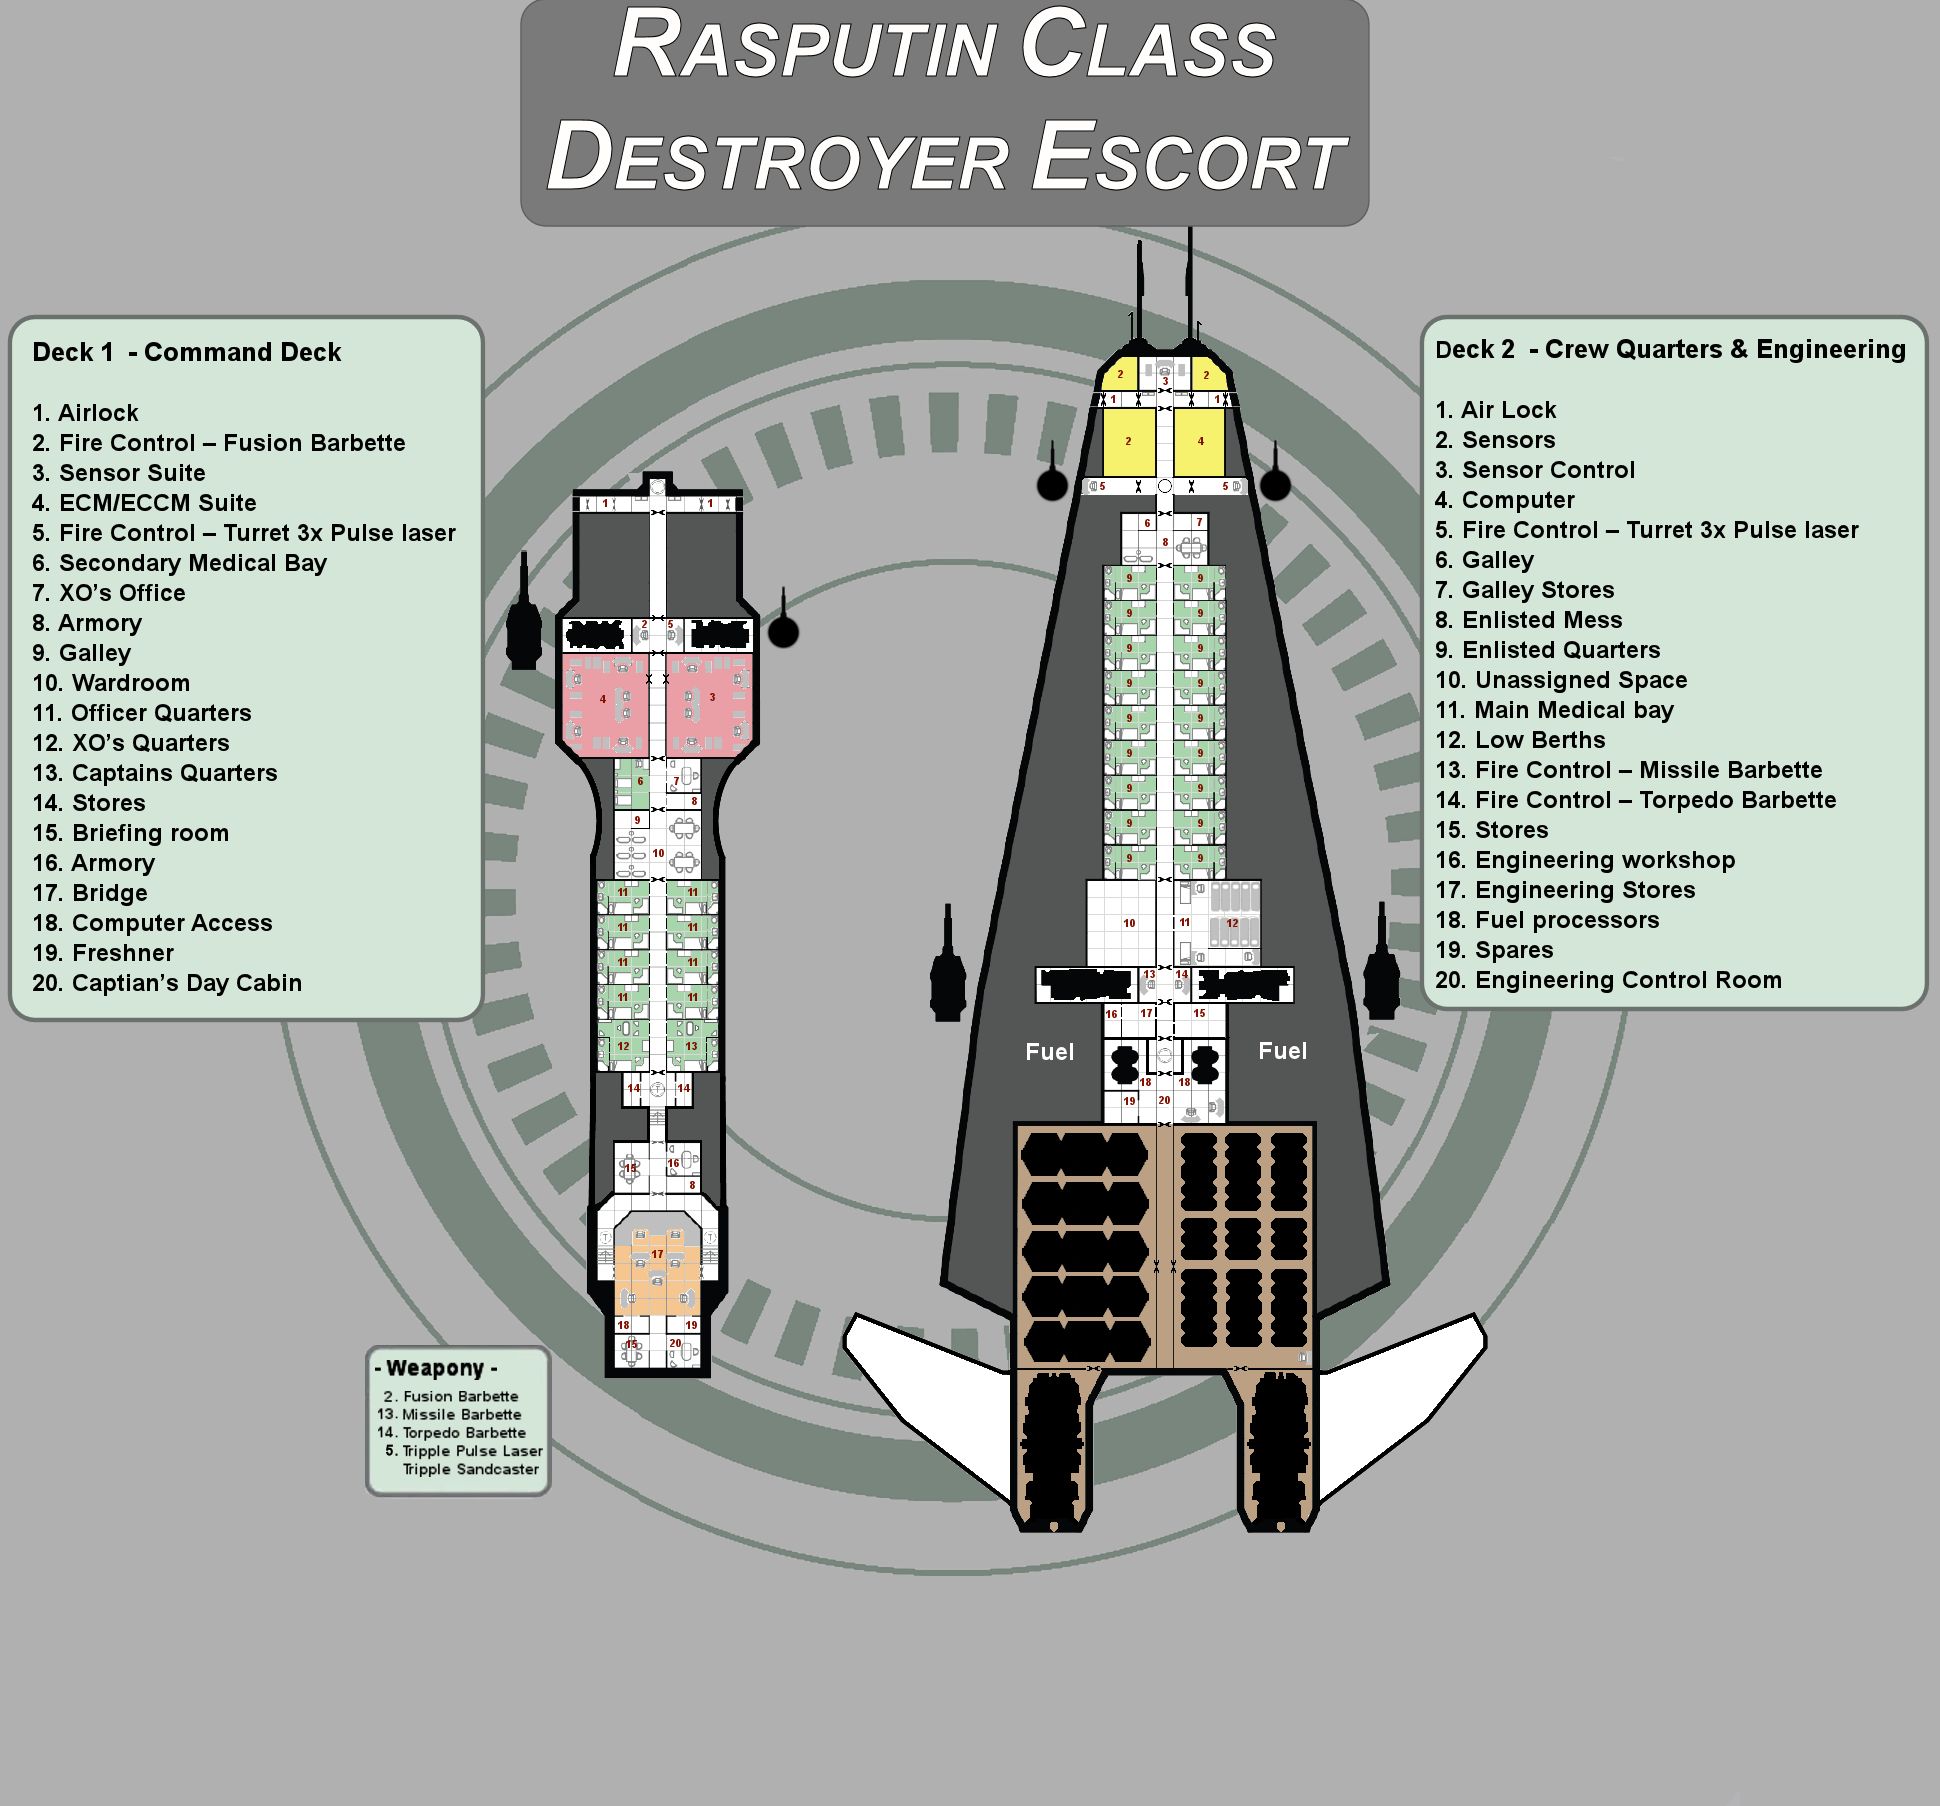 RASPUTIN CLASS
DESTROYER ESCORT
Deck 1 - Command Deck
1. Airlock
2. Fire Control – Fusion Barbette
3. Sensor Suite
4. ECM/ECCM Suite
5. Fire Control – Turret 3x Pulse laser
6. Secondary Medical Bay
7. XO’s Office
8. Armory
9. Galley
10. Wardroom
11. Officer Quarters
12. XO’s Quarters
13. Captains Quarters
14. Stores
15. Briefing room
16. Armory
17. Bridge
18. Computer Access
19. Freshner
20. Captian’s Day Cabin
Deck 2 - Crew Quarters & Engineering
1. Air Lock
2. Sensors
3. Sensor Control
4. Computer
5. Fire Control – Turret 3x Pulse laser
6. Galley
7. Galley Stores
8. Enlisted Mess
9. Enlisted Quarters
10. Unassigned Space
11. Main Medical bay
12. Low Berths
13. Fire Control – Missile Barbette
14. Fire Control – Torpedo Barbette
15. Stores
16. Engineering workshop
17. Engineering Stores
18. Fuel processors
19. Spares
20. Engineering Control Room
1 1
2 5
4 3
6 7
8
9
10
11 11
11 11
11 11
11 11
12 13
14 14
15 16
8
17
18 19
15 20
2 3 2
1 1
2 4
5 5
6 7
8
9 9
9 9
9 9
9 9
9 9
9 9
9 9
9 9
9 9
10 11 12
13 14
16 17 15
Fuel Fuel
18 18
19 20
- Weapony -
2. Fusion Barbette
13. Missile Barbette
14. Torpedo Barbette
5. Tripple Pulse Laser
Tripple Sandcaster